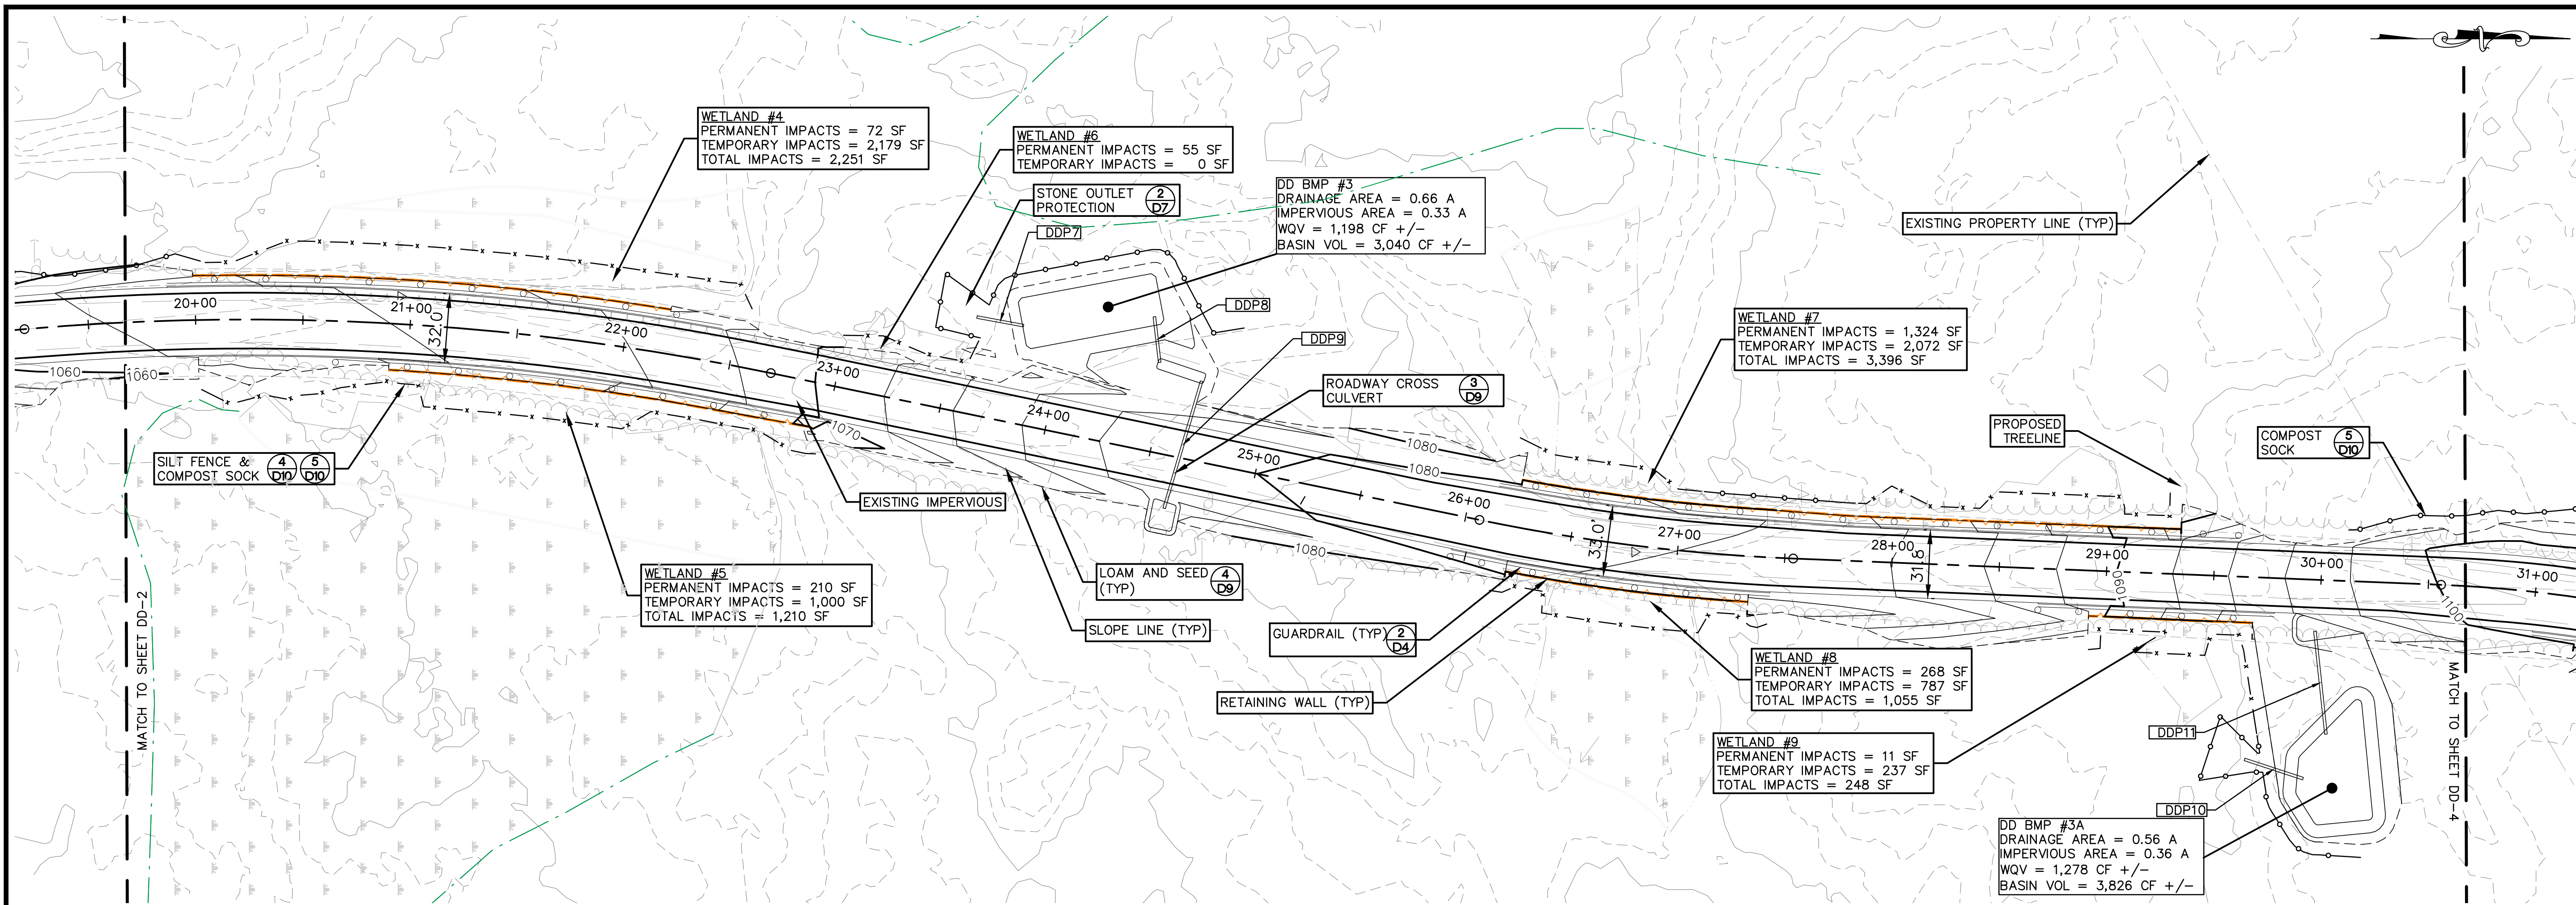 WETLAND #4
PERMANENT IMPACTS = 72 SF
TEMPORARY IMPACTS = 2,179 SF
TOTAL IMPACTS = 2,251 SF
WETLAND #6
PERMANENT IMPACTS = 55 SF
TEMPORARY IMPACTS = 0 SF
STONE OUTLET 2
PROTECTION D7
DDP7
DD BMP #3
DRAINAGE AREA = 0.66 A
IMPERVIOUS AREA = 0.33 A
WQV = 1,198 CF +/-
BASIN VOL = 3,040 CF +/-
EXISTING PROPERTY LINE (TYP)
DDP8
DDP9
ROADWAY CROSS 3
CULVERT D9
WETLAND #7
PERMANENT IMPACTS = 1,324 SF
TEMPORARY IMPACTS = 2,072 SF
TOTAL IMPACTS = 3,396 SF
PROPOSED
TREELINE
COMPOST 5
SOCK D10
20+00
21+00
22+00
23+00
24+00
25+00
26+00
27+00
28+00
29+00
30+00
31+00
32.0'
33.0'
31.8'
1060
1060
1070
1080
1080
1080
1090
1100
SILT FENCE & 4 5
COMPOST SOCK D10 D10
EXISTING IMPERVIOUS
WETLAND #5
PERMANENT IMPACTS = 210 SF
TEMPORARY IMPACTS = 1,000 SF
TOTAL IMPACTS = 1,210 SF
LOAM AND SEED 4
(TYP) D9
SLOPE LINE (TYP)
GUARDRAIL (TYP) 2
D4
RETAINING WALL (TYP)
WETLAND #8
PERMANENT IMPACTS = 268 SF
TEMPORARY IMPACTS = 787 SF
TOTAL IMPACTS = 1,055 SF
WETLAND #9
PERMANENT IMPACTS = 11 SF
TEMPORARY IMPACTS = 237 SF
TOTAL IMPACTS = 248 SF
DDP11
DDP10
DD BMP #3A
DRAINAGE AREA = 0.56 A
IMPERVIOUS AREA = 0.36 A
WQV = 1,278 CF +/-
BASIN VOL = 3,826 CF +/-
MATCH TO SHEET DD-2
MATCH TO SHEET DD-4